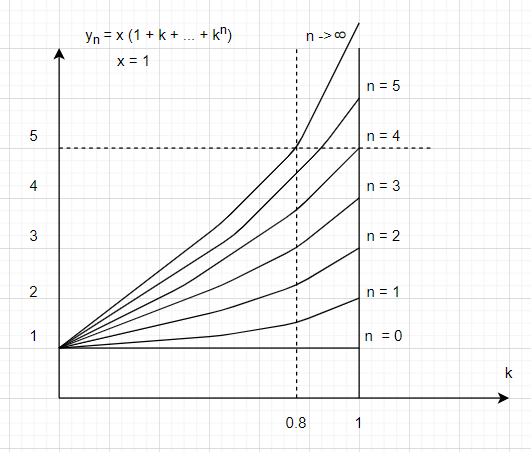 yₙ = x (1 + k + ... + kⁿ)
x = 1
n -> ∞
n = 5
5
n = 4
4
n = 3
3
n = 2
2
n = 1
1
n = 0
k
0.8
1